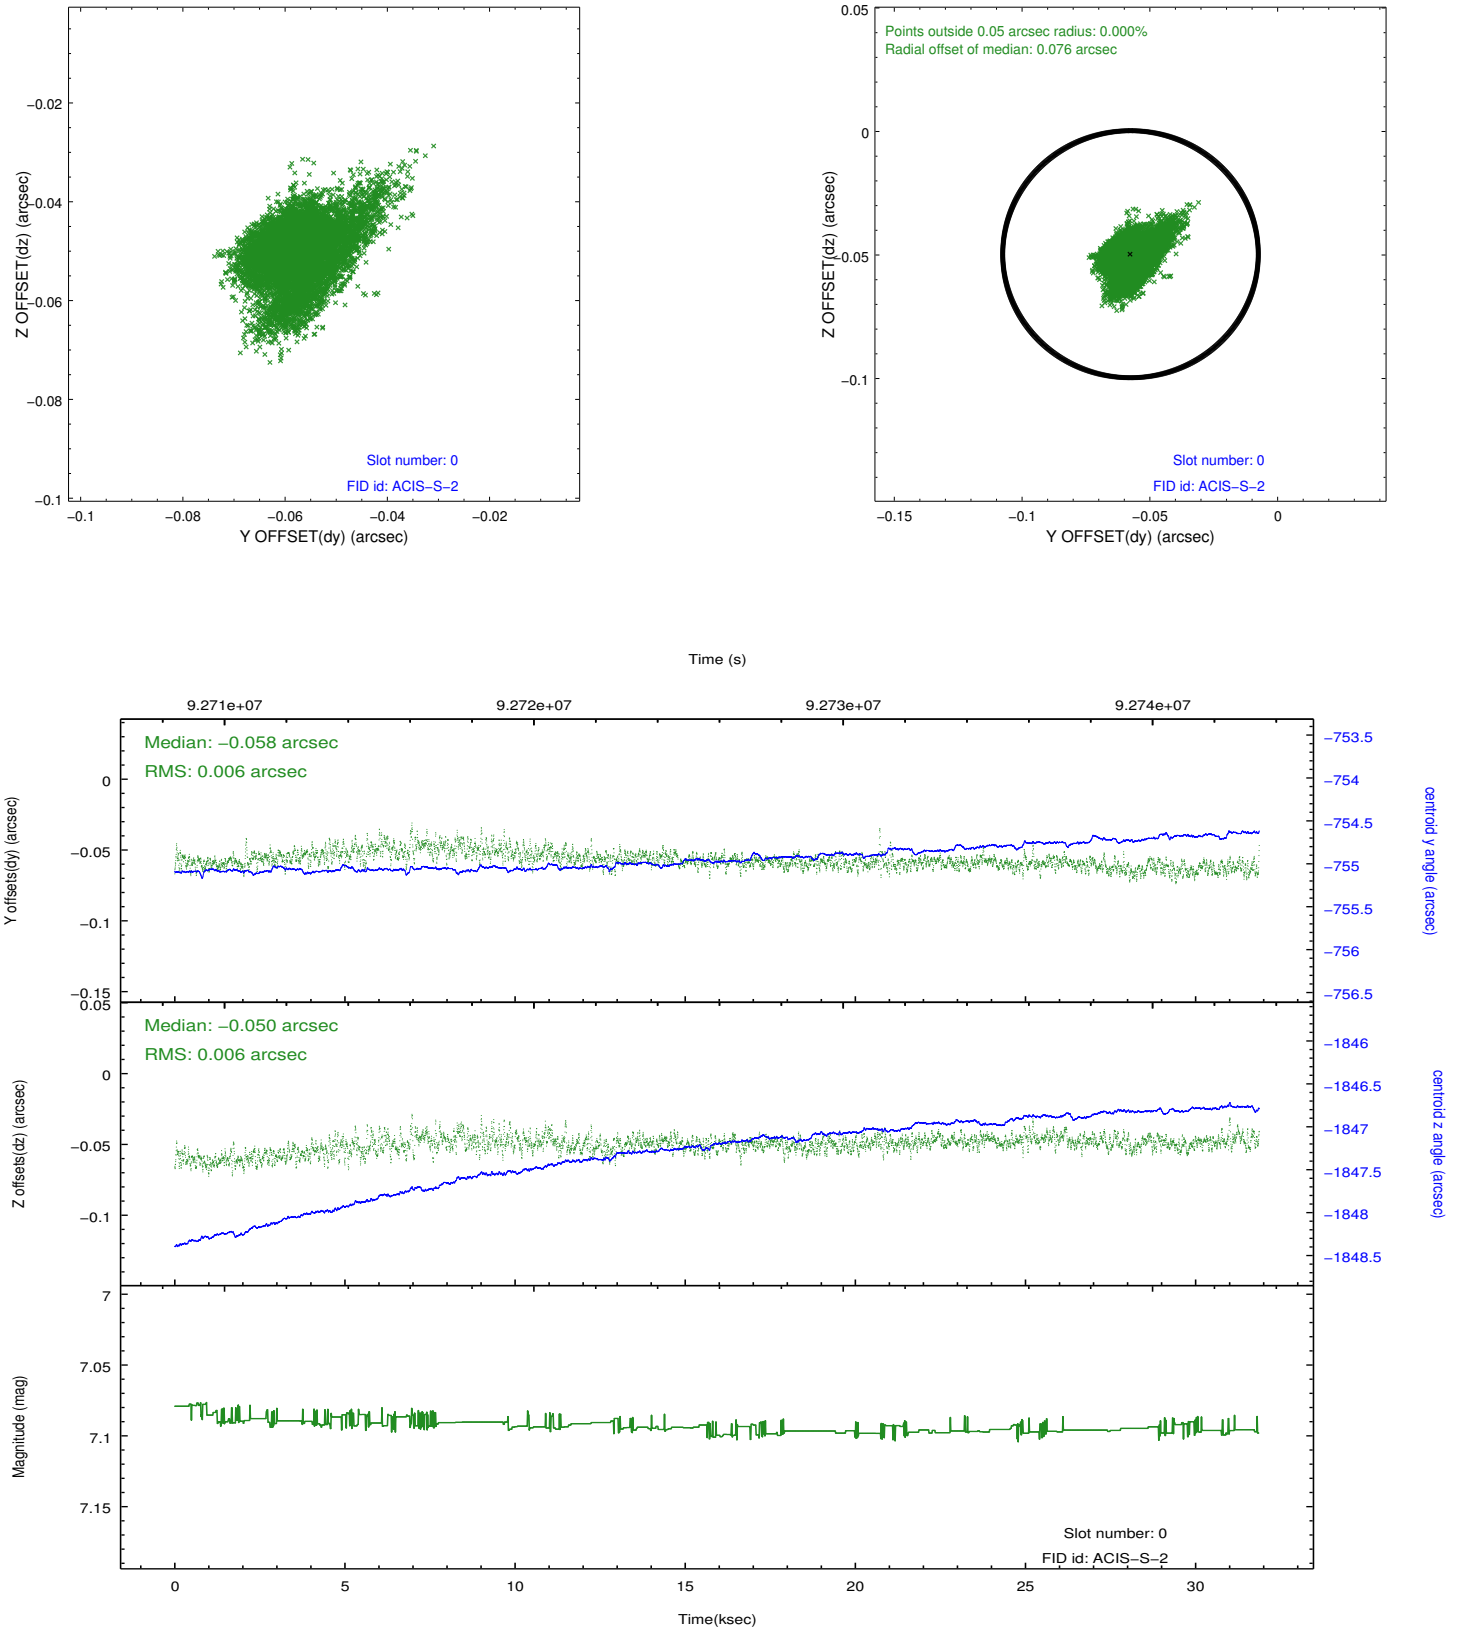 −0.02
−0.04
−0.06
−0.08
−0.1
Z OFFSET(dz) (arcsec)
Slot number: 0
FID id: ACIS−S−2
−0.1
−0.08
−0.06
−0.04
−0.02
Y OFFSET(dy) (arcsec)
0.05
0
−0.05
−0.1
Z OFFSET(dz) (arcsec)
Points outside 0.05 arcsec radius: 0.000%
Radial offset of median: 0.076 arcsec
Slot number: 0
FID id: ACIS−S−2
−0.15
−0.1
−0.05
0
Y OFFSET(dy) (arcsec)
Time (s)
9.271e+07
9.272e+07
9.273e+07
9.274e+07
Median: −0.058 arcsec
RMS: 0.006 arcsec
0
−0.05
−0.1
−0.15
Y offsets(dy) (arcsec)
−753.5
−754
−754.5
−755
−755.5
−756
−756.5
centroid y angle (arcsec)
Median: −0.050 arcsec
RMS: 0.006 arcsec
0.05
0
−0.05
−0.1
Z offsets(dz) (arcsec)
−1846
−1846.5
−1847
−1847.5
−1848
−1848.5
centroid z angle (arcsec)
7
7.05
7.1
7.15
Magnitude (mag)
Slot number: 0
FID id: ACIS−S−2
0
5
10
15
20
25
30
Time(ksec)